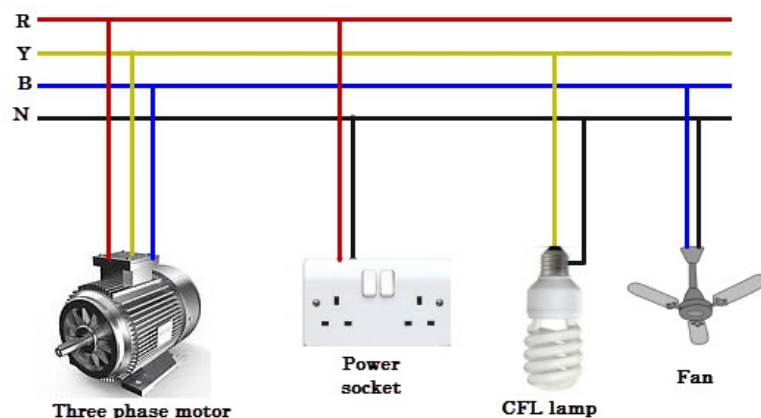 R
Y
B
N
Three phase motor
Power
socket
CFL lamp
Fan